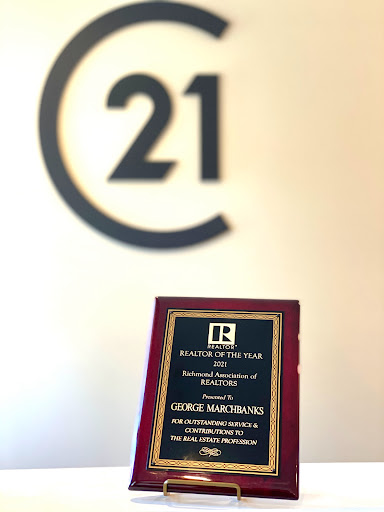 C21
R
REALTOR®
REALTOR OF THE YEAR
2021
Richmond Association of
REALTORS
Presented To
GEORGE MARCHBANKS
FOR OUTSTANDING SERVICE &
CONTRIBUTIONS TO
THE REAL ESTATE PROFESSION